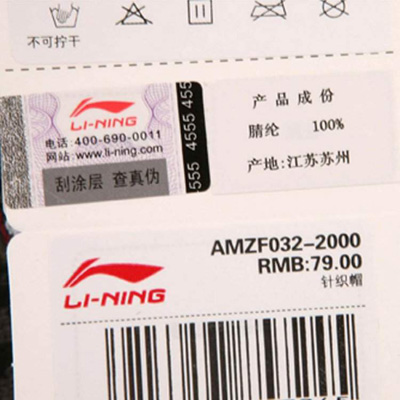 不可拧干
LI-NING
电话:400-690-0011
网站:www.li-ning.com
刮涂层 查真伪
555 4555 455
产品成份
腈纶 100%
产地:江苏苏州
LI-NING
AMZF032-2000
RMB:79.00
针织帽